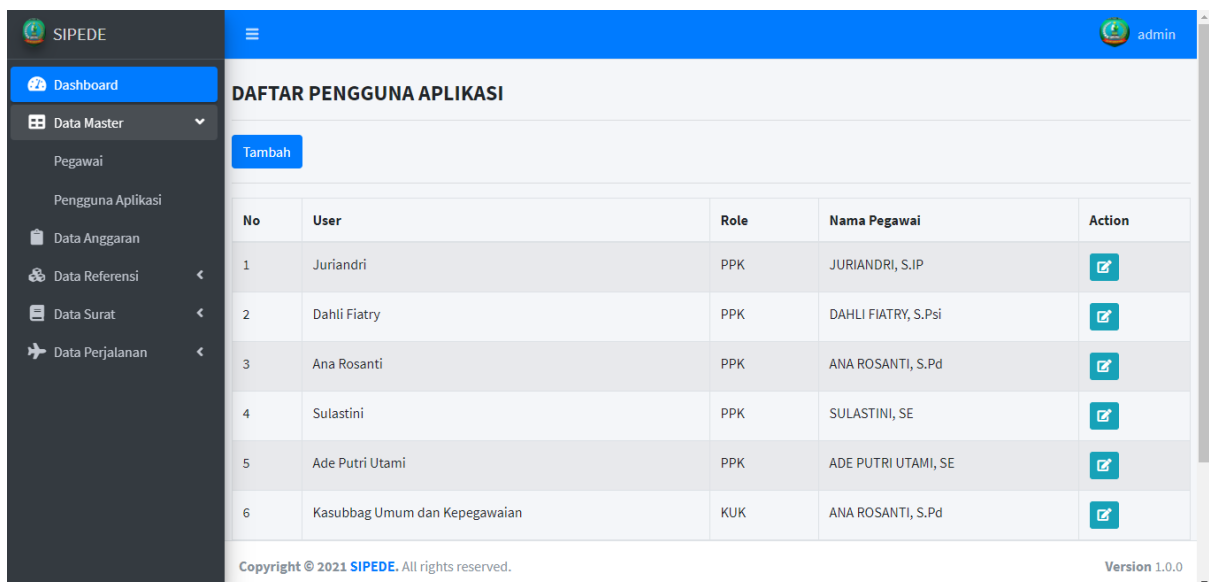 SIPEDE
admin
Dashboard
Data Master
Pegawai
Pengguna Aplikasi
Data Anggaran
Data Referensi
Data Surat
Data Perjalanan
DAFTAR PENGGUNA APLIKASI
Tambah
No User Role Nama Pegawai Action
1 Juriandri PPK JURIANDRI, S.IP
2 Dahli Fiatry PPK DAHLI FIATRY, S.Psi
3 Ana Rosanti PPK ANA ROSANTI, S.Pd
4 Sulastini PPK SULASTINI, SE
5 Ade Putri Utami PPK ADE PUTRI UTAMI, SE
6 Kasubbag Umum dan Kepegawaian KUK ANA ROSANTI, S.Pd
Copyright © 2021 SIPEDE. All rights reserved. Version 1.0.0